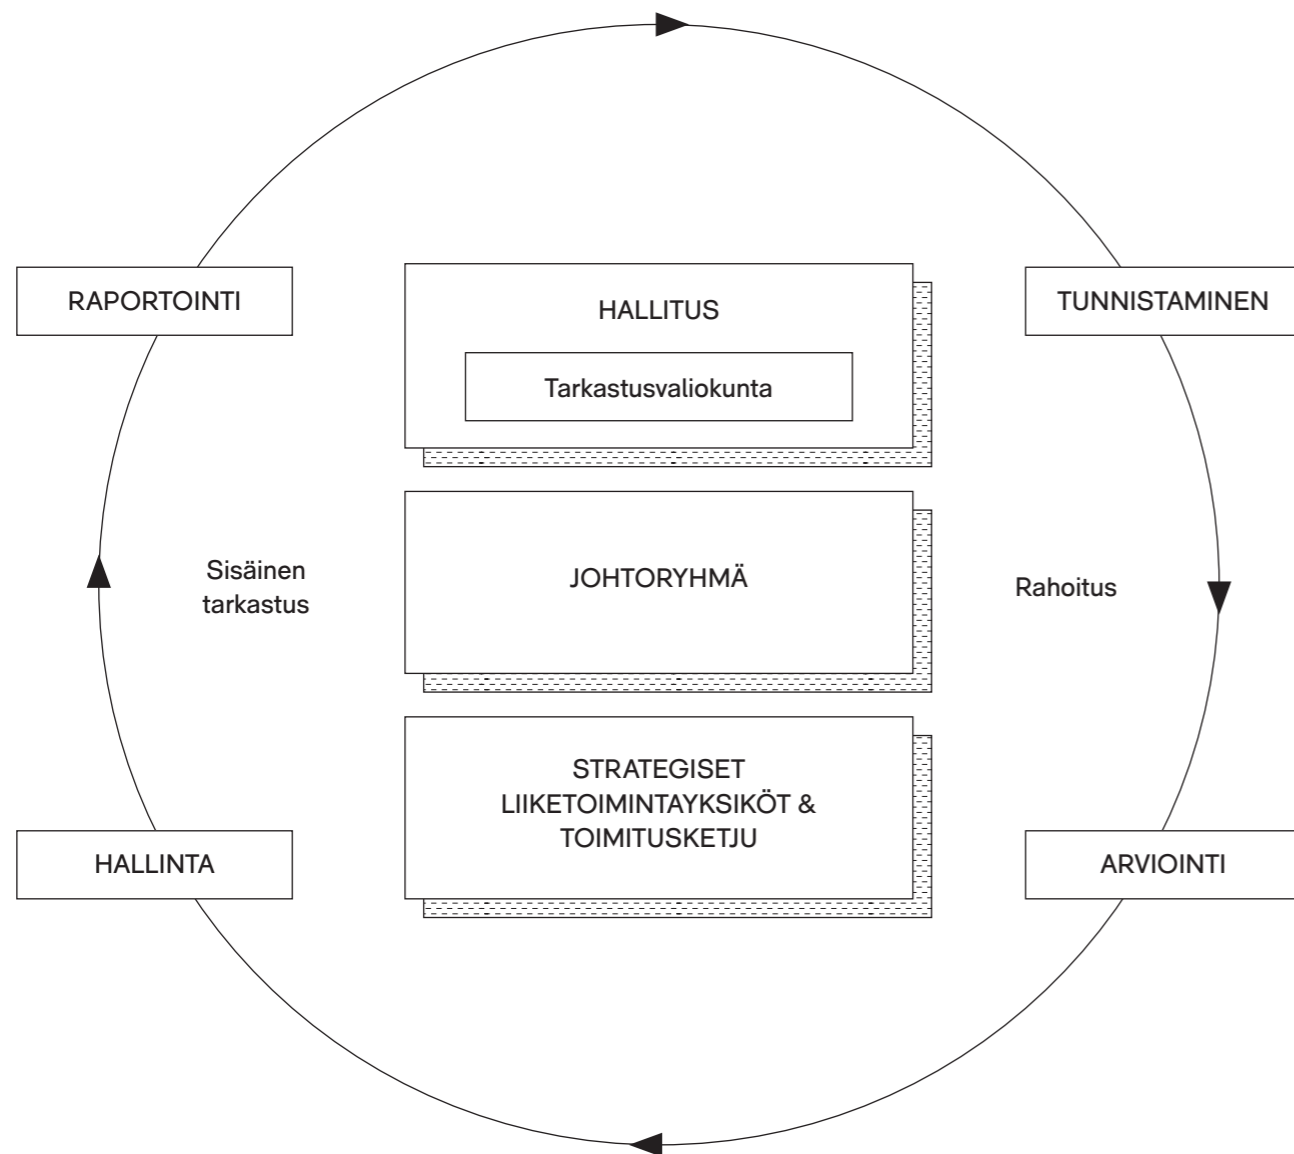 RAPORTOINTI
HALLITUS
TUNNISTAMINEN
Tarkastusvaliokunta
Sisäinen
tarkastus
JOHTORYHMÄ
Rahoitus
STRATEGISET
LIIKETOIMINTAYKSIKÖT &
TOIMITUSKETJU
HALLINTA
ARVIOINTI